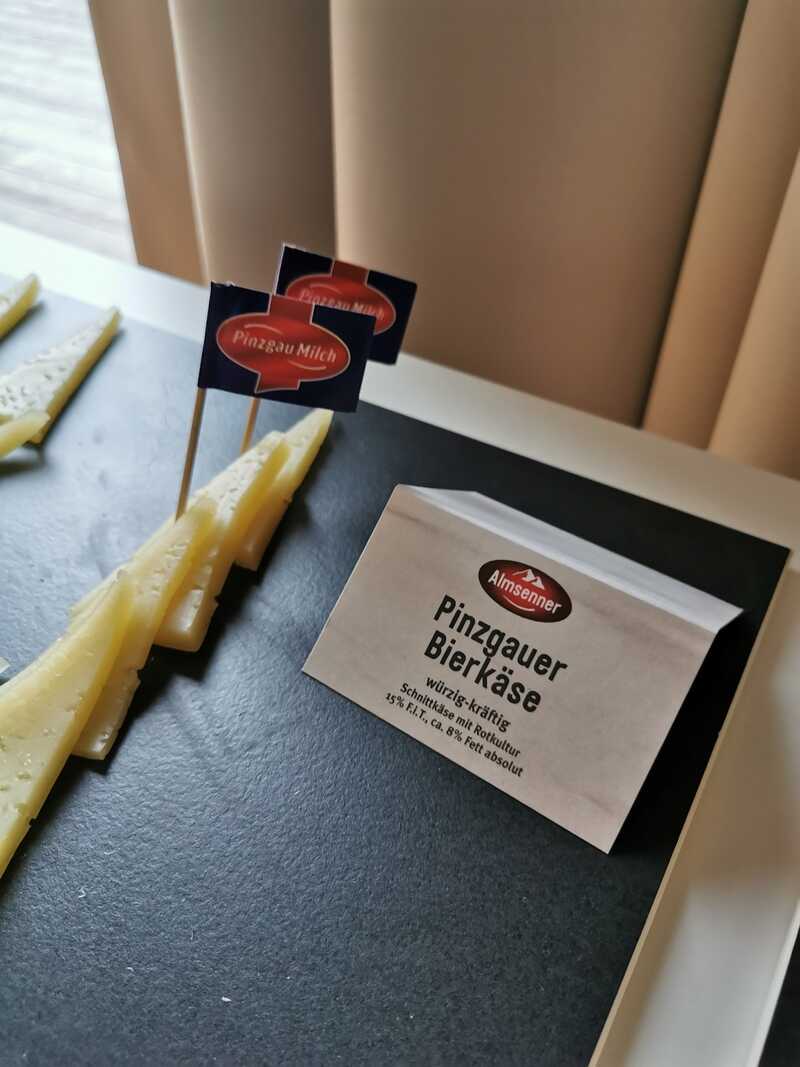 Pinzgau Milch
Pinzgau Milch
Almsenner
Pinzgauer
Bierkäse
würzig-kräftig
Schnittkäse mit Rotkultur
15% F.i.T., ca. 8% Fett absolut